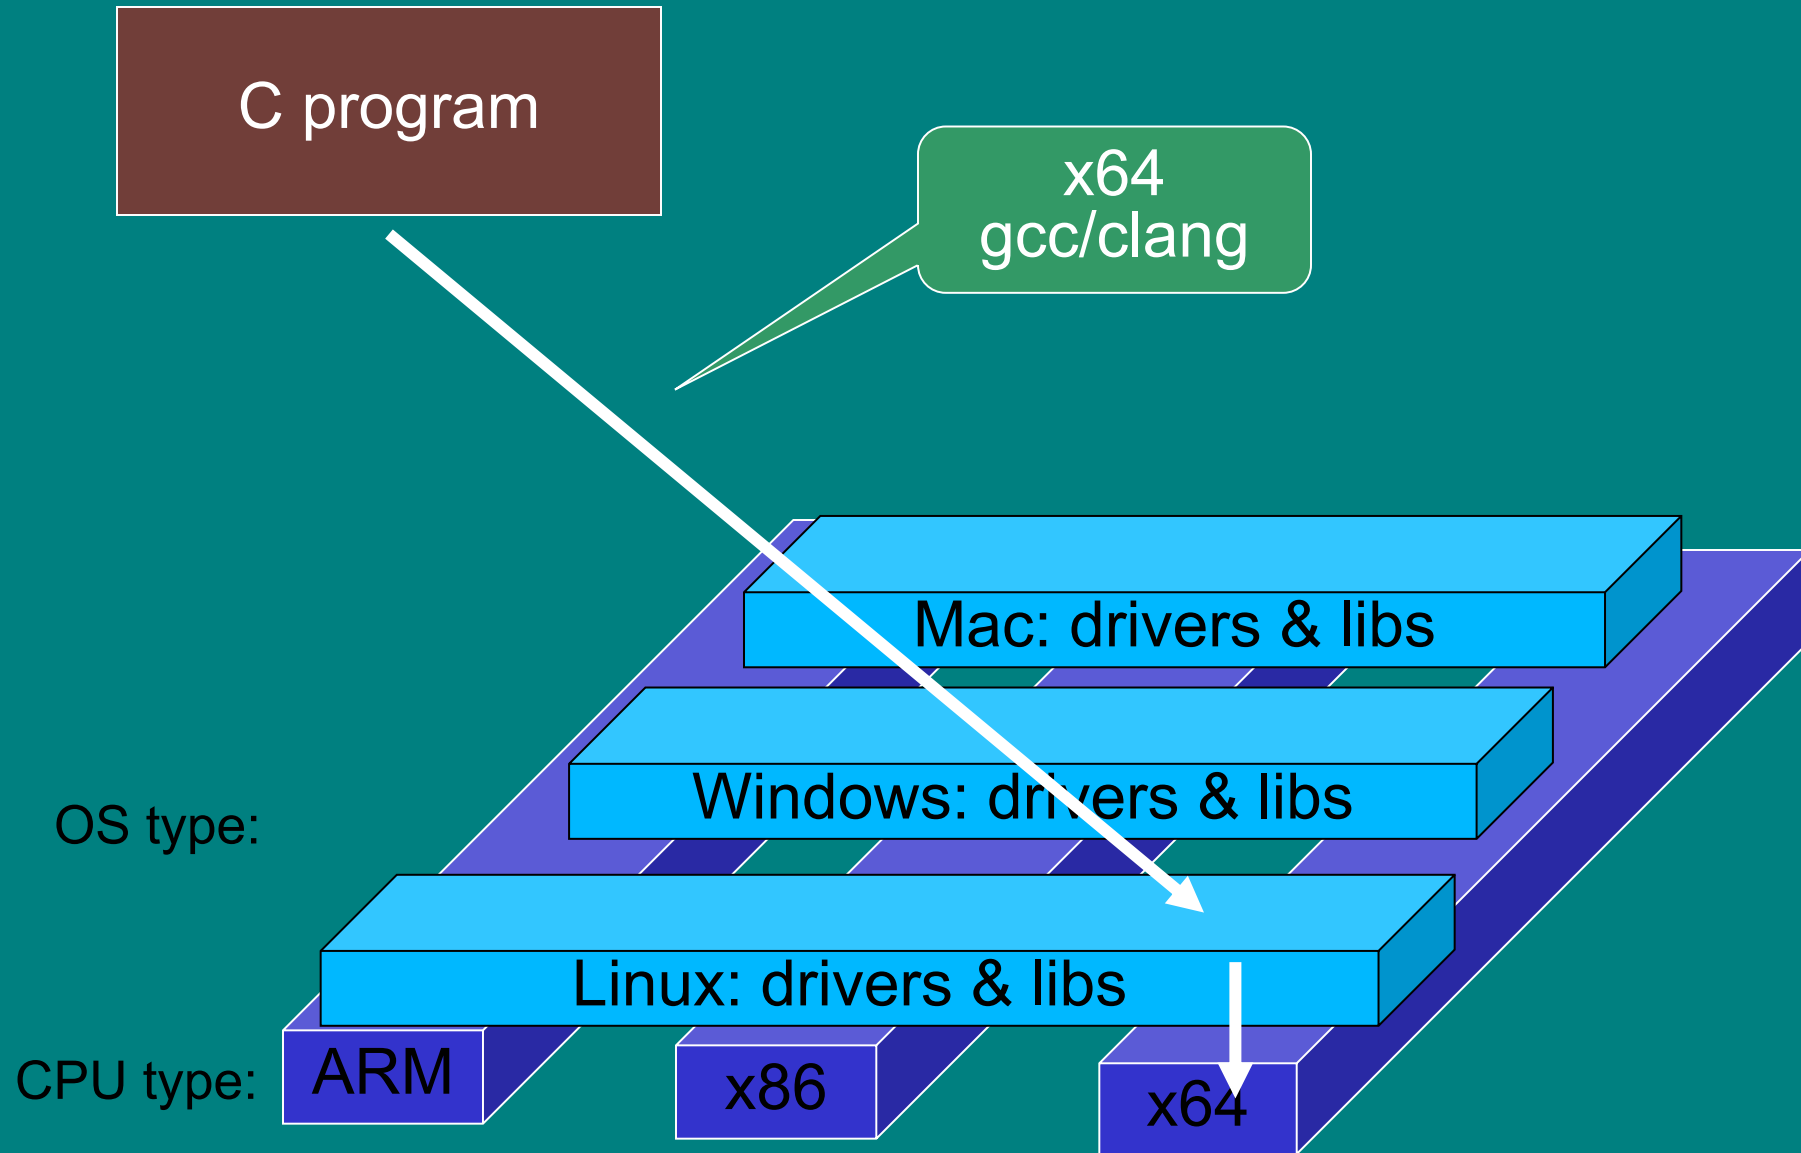 C program
x64
gcc/clang
Mac: drivers & libs
Windows: drivers & libs
OS type:
Linux: drivers & libs
CPU type:
ARM
x86
x64